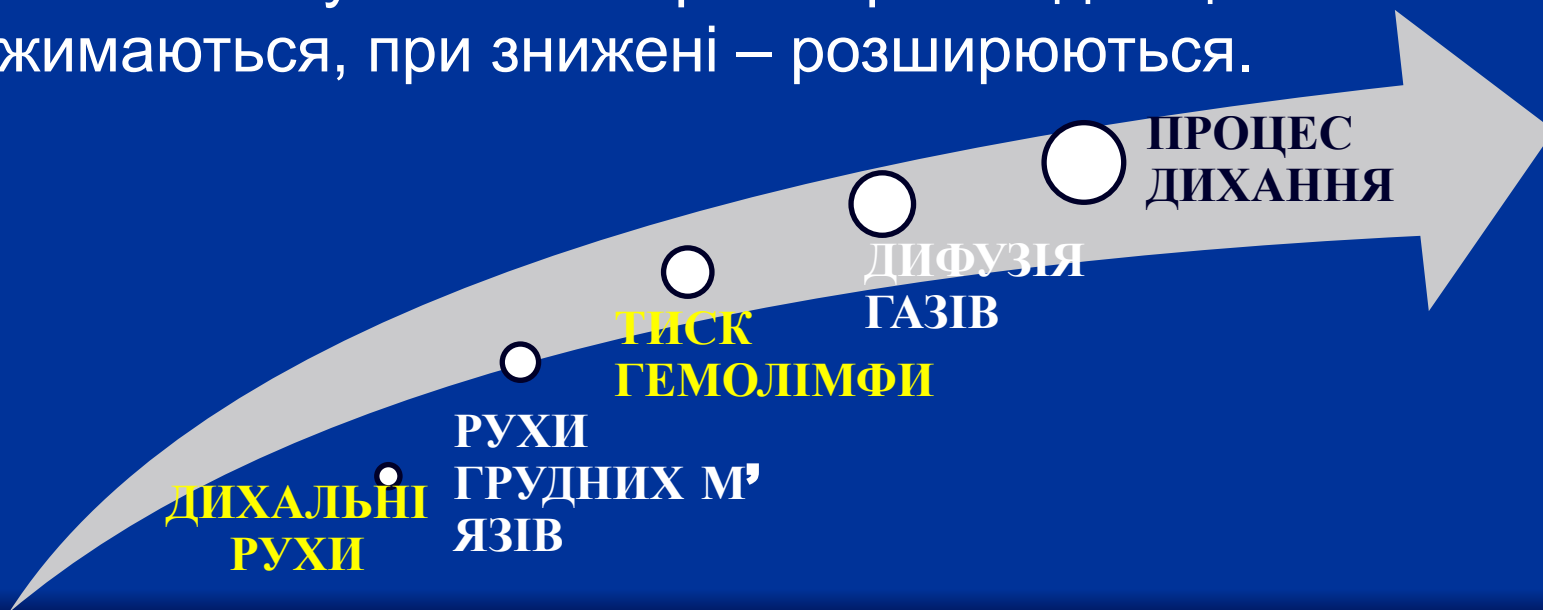 жимаються, при знижені – розширюються.
ПРОЦЕС
ДИХАННЯ
ДИФУЗІЯ
ГАЗІВ
ТИСК
ГЕМОЛІМФИ
РУХИ
ГРУДНИХ М’
ЯЗІВ
ДИХАЛЬНІ
РУХИ